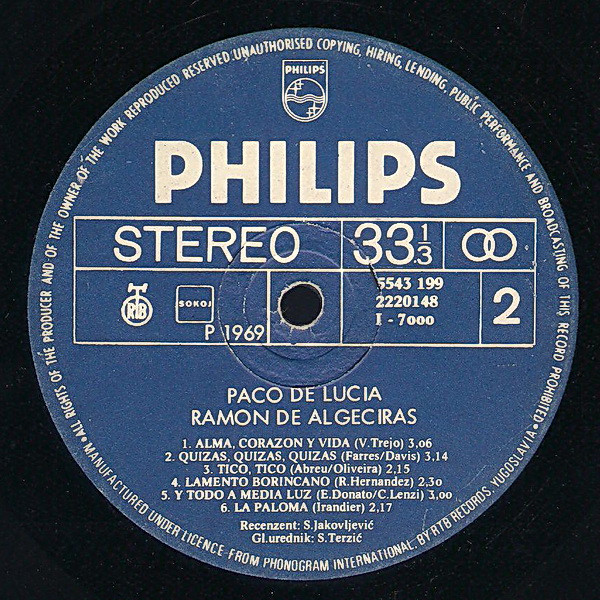 ALL RIGHTS OF THE PRODUCER AND OF THE OWNER OF THE WORK REPRODUCED RESERVED. UNAUTHORISED COPYING, HIRING, LENDING, PUBLIC PERFORMANCE AND BROADCASTING OF THIS RECORD PROHIBITED •
PHILIPS
PHILIPS
STEREO 33 1/3
RTB SOKOJ P 1969
5543 199
2220148
I - 7000
2
PACO DE LUCIA
RAMON DE ALGECIRAS
1. ALMA, CORAZON Y VIDA (V. Trejo) 3,06
2. QUIZAS, QUIZAS, QUIZAS (Farres/Davis) 3,14
3. TICO, TICO (Abreu/Oliveira) 2,15
4. LAMENTO BORINCANO (R. Hernandez) 2,30
5. Y TODO A MEDIA LUZ (E. Donato/C. Lenzi) 3,00
6. LA PALOMA (Irandier) 2,17
Recenzent: S. Jakovljević
Gl.urednik: S. Terzić
• MANUFACTURED UNDER LICENCE FROM PHONOGRAM INTERNATIONAL, BY RTB RECORDS, YUGOSLAVIA •